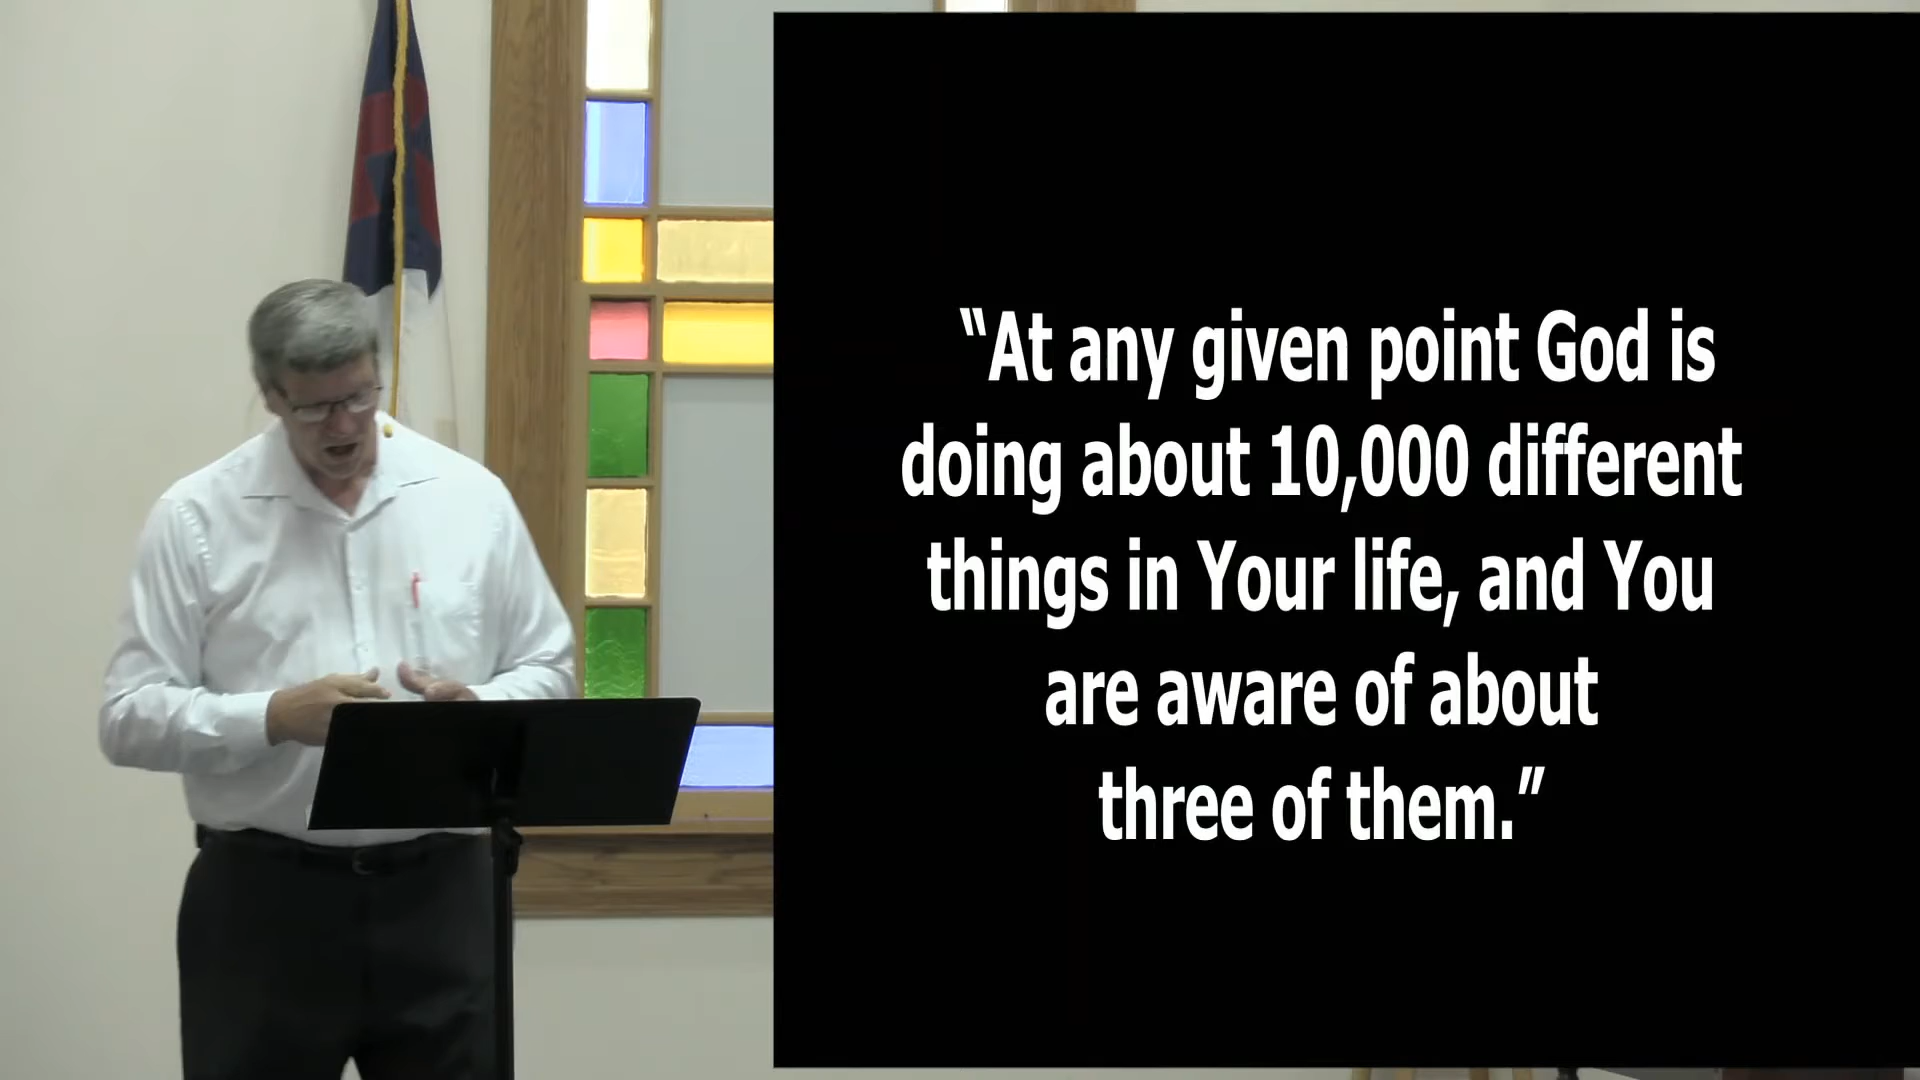 “At any given point God is
doing about 10,000 different
things in Your life, and You
are aware of about
three of them.”